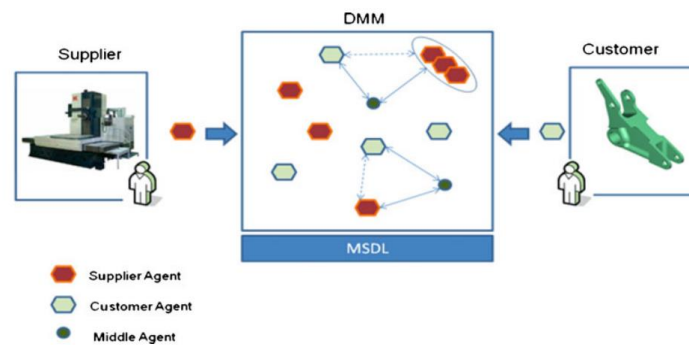 DMM
Supplier
Customer
MSDL
Supplier Agent
Customer Agent
Middle Agent